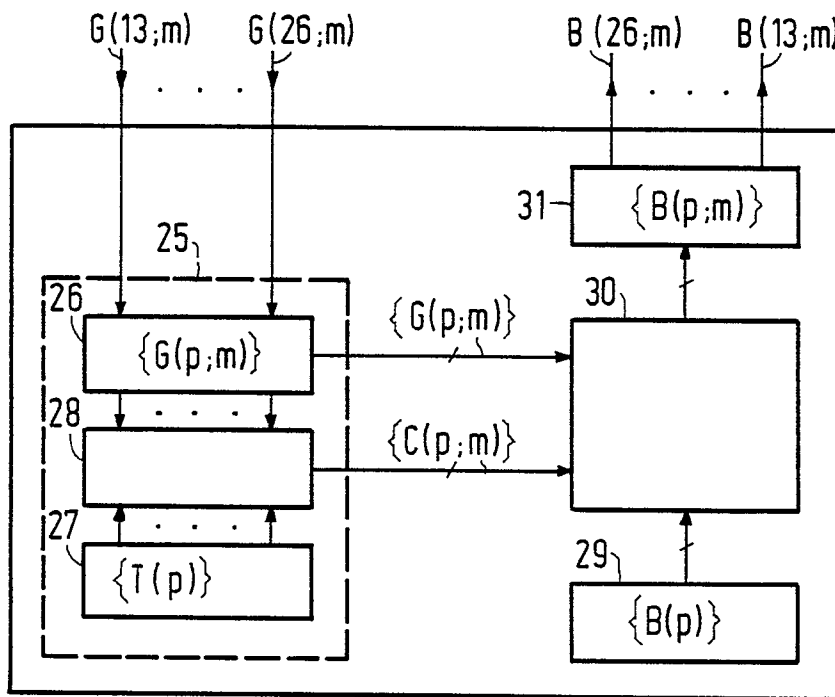 G(13;m) G(26;m) B(26;m) B(13;m)
. . . . . .
31 {B(p;m)}
25
26 {G(p;m)} {G(p;m)} 30
. . .
28 {C(p;m)}
. . .
27 {T(p)} 29 {B(p)}